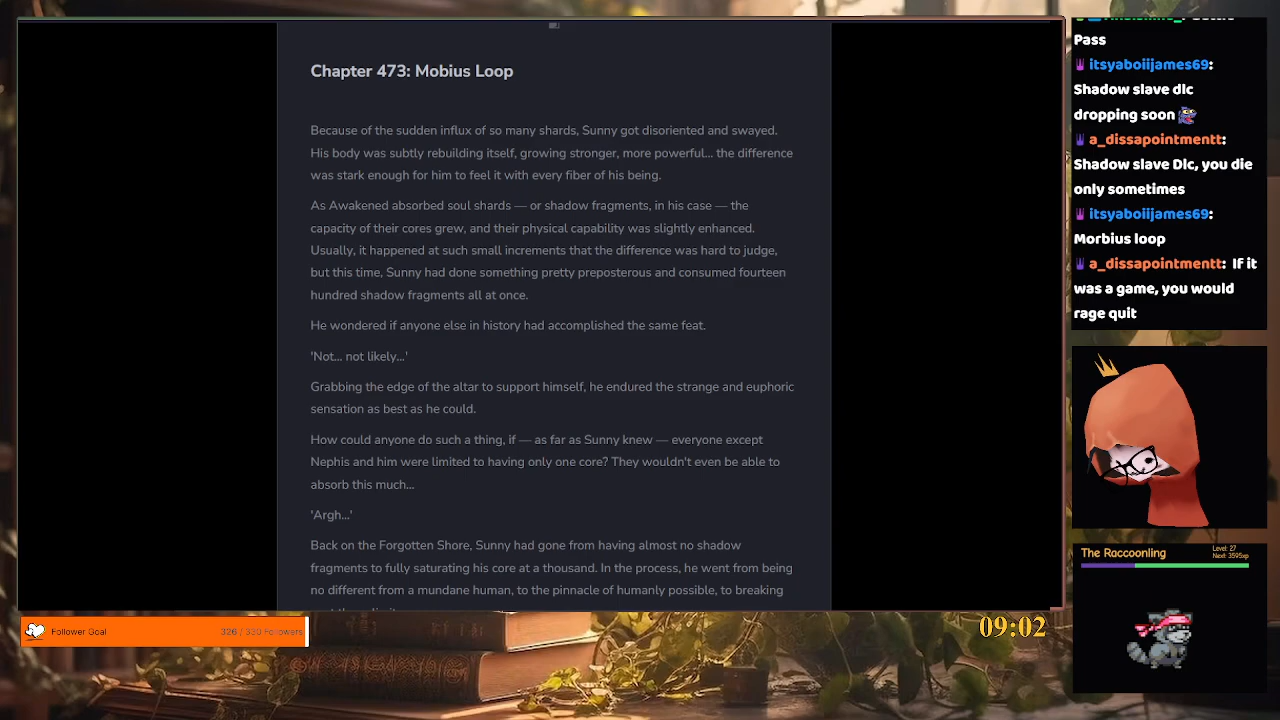 Chapter 473: Mobius Loop
Because of the sudden influx of so many shards, Sunny got disoriented and swayed.
His body was subtly rebuilding itself, growing stronger, more powerful... the difference
was stark enough for him to feel it with every fiber of his being.
As Awakened absorbed soul shards — or shadow fragments, in his case — the
capacity of their cores grew, and their physical capability was slightly enhanced.
Usually, it happened at such small increments that the difference was hard to judge,
but this time, Sunny had done something pretty preposterous and consumed fourteen
hundred shadow fragments all at once.
He wondered if anyone else in history had accomplished the same feat.
'Not... not likely...'
Grabbing the edge of the altar to support himself, he endured the strange and euphoric
sensation as best as he could.
How could anyone do such a thing, if — as far as Sunny knew — everyone except
Nephis and him were limited to having only one core? They wouldn't even be able to
absorb this much...
'Argh...'
Back on the Forgotten Shore, Sunny had gone from having almost no shadow
fragments to fully saturating his core at a thousand. In the process, he went from being
no different from a mundane human, to the pinnacle of humanly possible, to breaking
Pass
itsyaboiijames69:
Shadow slave dlc
dropping soon
a_dissapointmentt:
Shadow slave Dlc, you die
only sometimes
itsyaboiijames69:
Morbius loop
a_dissapointmentt: If it
was a game, you would
rage quit
The Raccoonling
Level: 27
Next: 3595xp
Follower Goal
326 / 330 Followers
09:02